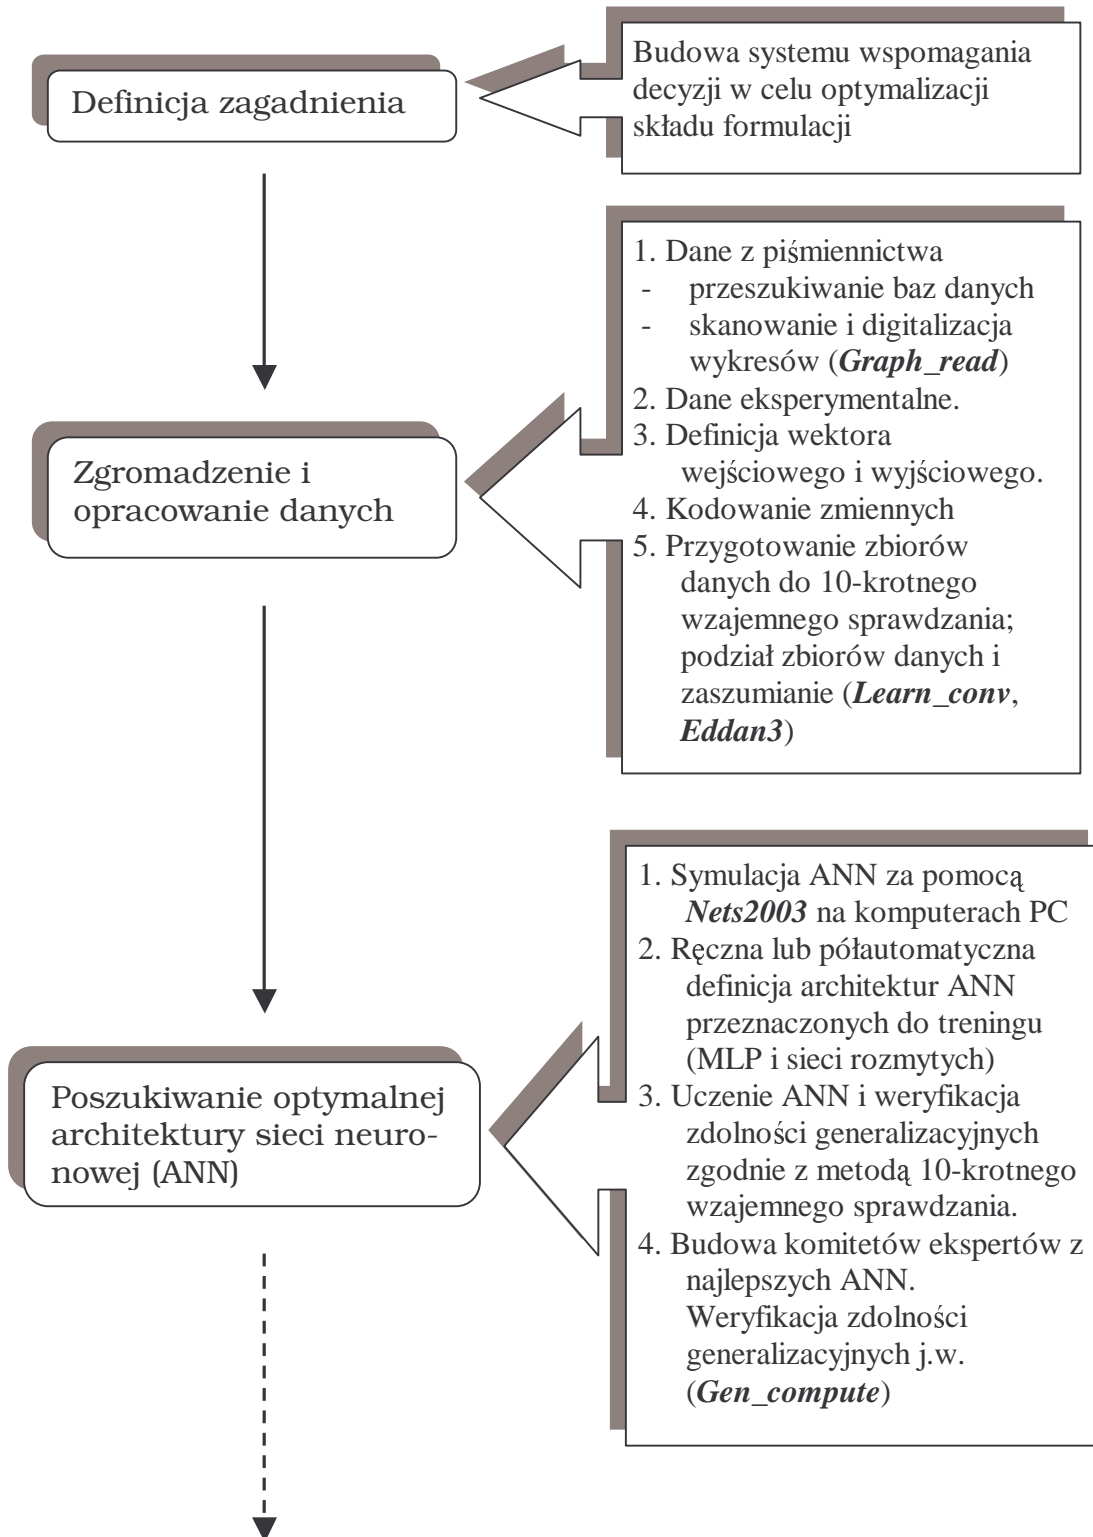 Definicja zagadnienia
Budowa systemu wspomagania
decyzji w celu optymalizacji
składu formulacji
Zgromadzenie i
opracowanie danych
1. Dane z piśmiennictwa
- przeszukiwanie baz danych
- skanowanie i digitalizacja
wykresów (Graph_read)
2. Dane eksperymentalne.
3. Definicja wektora
wejściowego i wyjściowego.
4. Kodowanie zmiennych
5. Przygotowanie zbiorów
danych do 10-krotnego
wzajemnego sprawdzania;
podział zbiorów danych i
zaszumianie (Learn_conv,
Eddan3)
Poszukiwanie optymalnej
architektury sieci neuro-
nowej (ANN)
1. Symulacja ANN za pomocą
Nets2003 na komputerach PC
2. Ręczna lub półautomatyczna
definicja architektur ANN
przeznaczonych do treningu
(MLP i sieci rozmytych)
3. Uczenie ANN i weryfikacja
zdolności generalizacyjnych
zgodnie z metodą 10-krotnego
wzajemnego sprawdzania.
4. Budowa komitetów ekspertów z
najlepszych ANN.
Weryfikacja zdolności
generalizacyjnych j.w.
(Gen_compute)